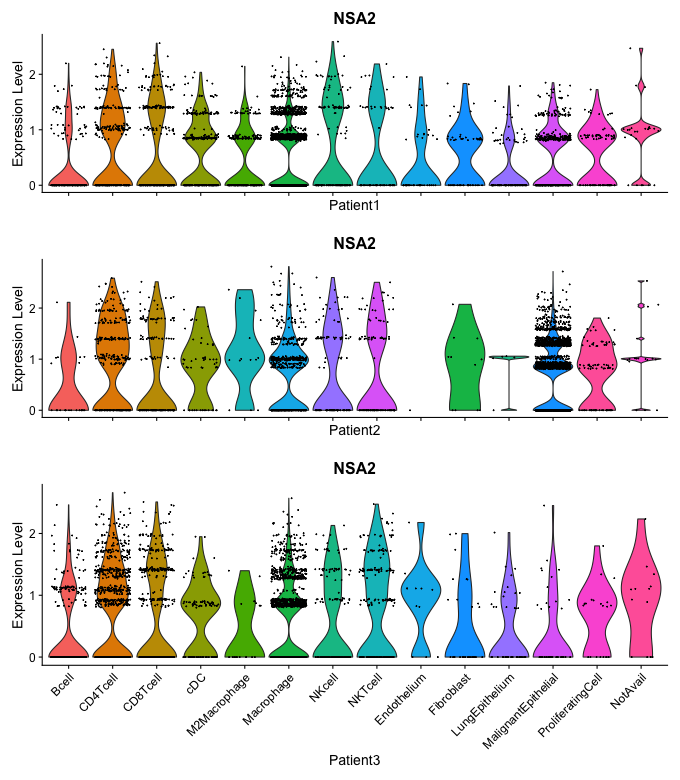 NSA2
Expression Level
2
1
0
Patient1
NSA2
Expression Level
2
1
0
Patient2
NSA2
Expression Level
2
1
0
Bcell
CD4Tcell
CD8Tcell
cDC
M2Macrophage
Macrophage
NKcell
NKTcell
Endothelium
Fibroblast
LungEpithelium
MalignantEpithelial
ProliferatingCell
NotAvail
Patient3